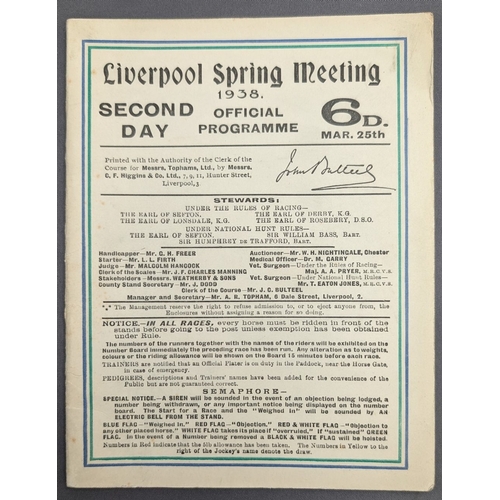 Liverpool Spring Meeting
1938.
SECOND DAY
OFFICIAL PROGRAMME
6D.
MAR. 25th
Printed with the Authority of the Clerk of the
Course for Messrs. Tophams, Ltd., by Messrs.
C. F. Higgins & Co. Ltd., 7, 9, 11, Hunter Street,
Liverpool, 3.
John Bulteel
STEWARDS:
UNDER THE RULES OF RACING—
THE EARL OF SEFTON. THE EARL OF DERBY, K.G.
THE EARL OF LONSDALE, K.G. THE EARL OF ROSEBERY, D.S.O.
UNDER NATIONAL HUNT RULES—
THE EARL OF SEFTON. SIR WILLIAM BASS, BART.
SIR HUMPHREY DE TRAFFORD, BART.
Handicapper—Mr. G. H. FREER
Starter—Mr. L. L. FIRTH
Judge—Mr. MALCOLM HANCOCK
Clerk of the Scales—Mr. J. F. CHARLES MANNING
Stakeholders—Messrs. WEATHERBY & SONS
County Stand Secretary—Mr. J. DODD
Auctioneer—Mr. W. H. NIGHTINGALE, Chester
Medical Officer—Dr. M. GARRY
Vet. Surgeon—Under the Rules of Racing—
Maj. A. A. PRYER, M.R.C.V.S.
Vet. Surgeon—Under National Hunt Rules—
Mr. T. EATON JONES, M.R.C.V.S.
Clerk of the Course—Mr. J. C. BULTEEL
Manager and Secretary—Mr. A. R. TOPHAM, 6 Dale Street, Liverpool, 2.
*** The Management reserve the right to refuse admission to, or to eject anyone from, the
Enclosures without assigning a reason for so doing.
NOTICE.—IN ALL RACES, every horse must be ridden in front of the
stands before going to the post unless exemption has been obtained
under Rule.
The numbers of the runners together with the names of the riders will be exhibited on the
Number Board immediately the preceding race has been run. Any alteration as to weights,
colours or the riding allowance will be shown on the Board 15 minutes before each race.
TRAINERS are notified that an Official Plater is on duty in the Paddock, near the Horse Gate,
in case of emergency.
PEDIGREES, descriptions and Trainers' names have been added for the convenience of the
Public but are not guaranteed correct.
SEMAPHORE—
SPECIAL NOTICE.—A SIREN will be sounded in the event of an objection being lodged, a
number being withdrawn, or any important notice being displayed on the number
board. The Start for a Race and the "Weighed In" will be sounded by AN
ELECTRIC BELL FROM THE STAND.
BLUE FLAG—"Weighed In." RED FLAG—"Objection." RED & WHITE FLAG—"Objection to
any other placed horse." WHITE FLAG takes its place if "overruled." If "sustained" GREEN
FLAG. In the event of a Number being removed a BLACK & WHITE FLAG will be hoisted.
Numbers in Red indicate that the 5lb allowance has been taken. The Numbers in Yellow to the
right of the Jockey's name denote the draw.